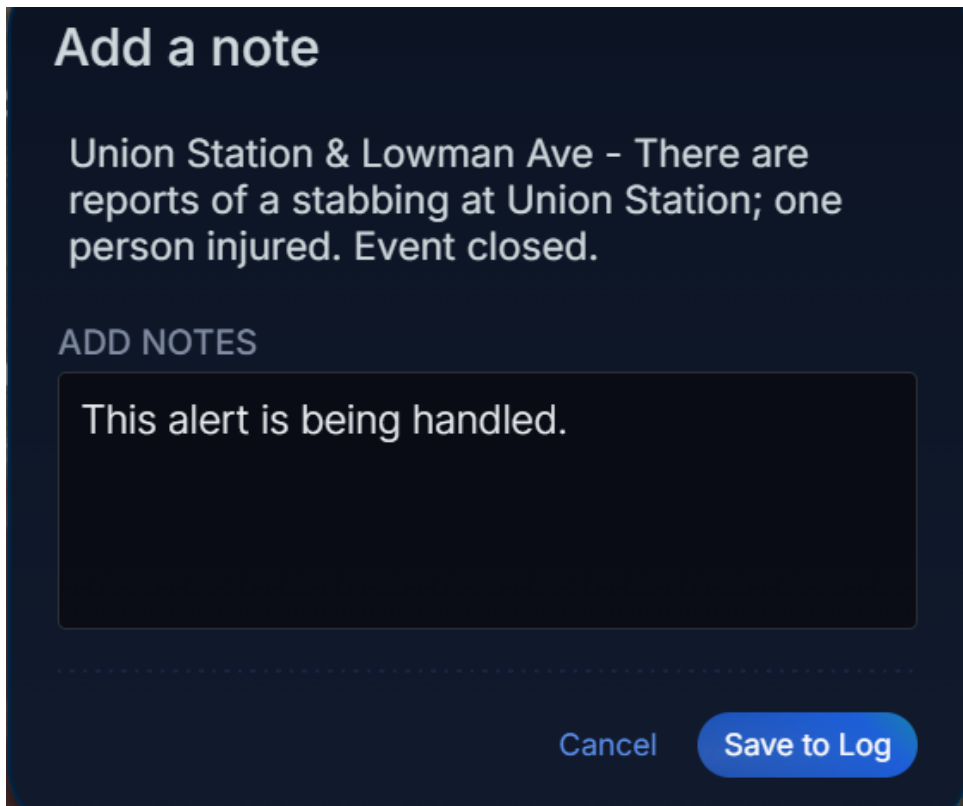 Add a note
Union Station & Lowman Ave - There are
reports of a stabbing at Union Station; one
person injured. Event closed.
ADD NOTES
This alert is being handled.
Cancel
Save to Log